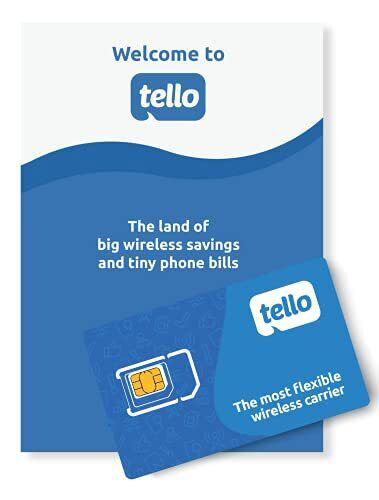 Welcome to
tello
The land of
big wireless savings
and tiny phone bills
tello
The most flexible
wireless carrier